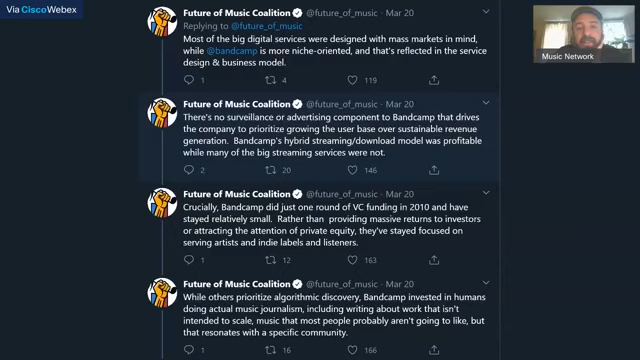 Via Cisco Webex
Future of Music Coalition @future_of_music · Mar 20
Replying to @future_of_music
Most of the big digital services were designed with mass markets in mind,
while @bandcamp is more niche-oriented, and that's reflected in the service
design & business model.
1 4 119
Future of Music Coalition @future_of_music · Mar 20
There's no surveillance or advertising component to Bandcamp that drives
the company to prioritize growing the user base over sustainable revenue
generation. Bandcamp's hybrid streaming/download model was profitable
while many of the big streaming services were not.
2 20 146
Future of Music Coalition @future_of_music · Mar 20
Crucially, Bandcamp did just one round of VC funding in 2010 and have
stayed relatively small. Rather than providing massive returns to investors
or attracting the attention of private equity, they've stayed focused on
serving artists and indie labels and listeners.
1 12 163
Future of Music Coalition @future_of_music · Mar 20
While others prioritize algorithmic discovery, Bandcamp invested in humans
doing actual music journalism, including writing about work that isn't
intended to scale, music that most people probably aren't going to like, but
that resonates with a specific community.
1 16 166
Music Network